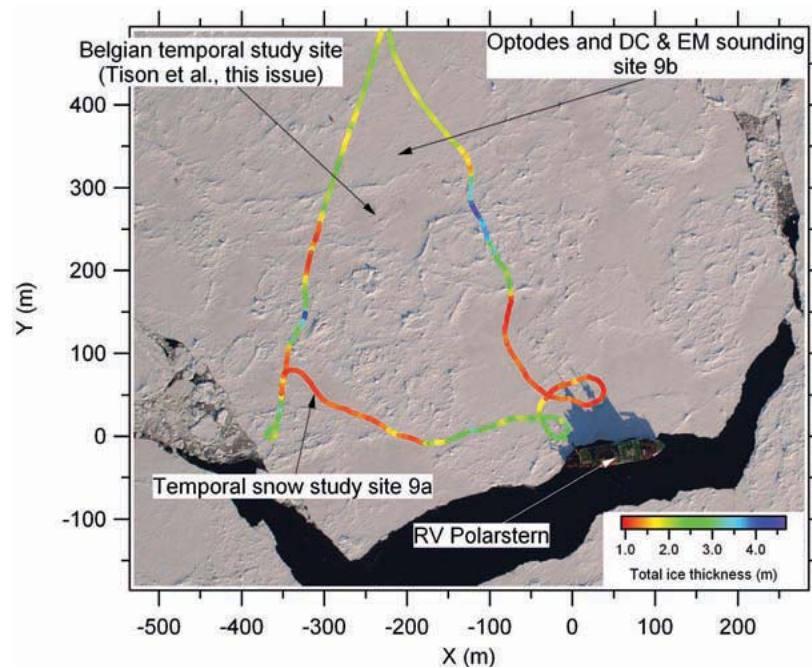 Belgian temporal study site
(Tison et al., this issue)
Optodes and DC & EM sounding
site 9b
400
300
200
100
0
-100
Y (m)
Temporal snow study site 9a
RV Polarstern
1.0 2.0 3.0 4.0
Total ice thickness (m)
-500 -400 -300 -200 -100 0 100 200
X (m)